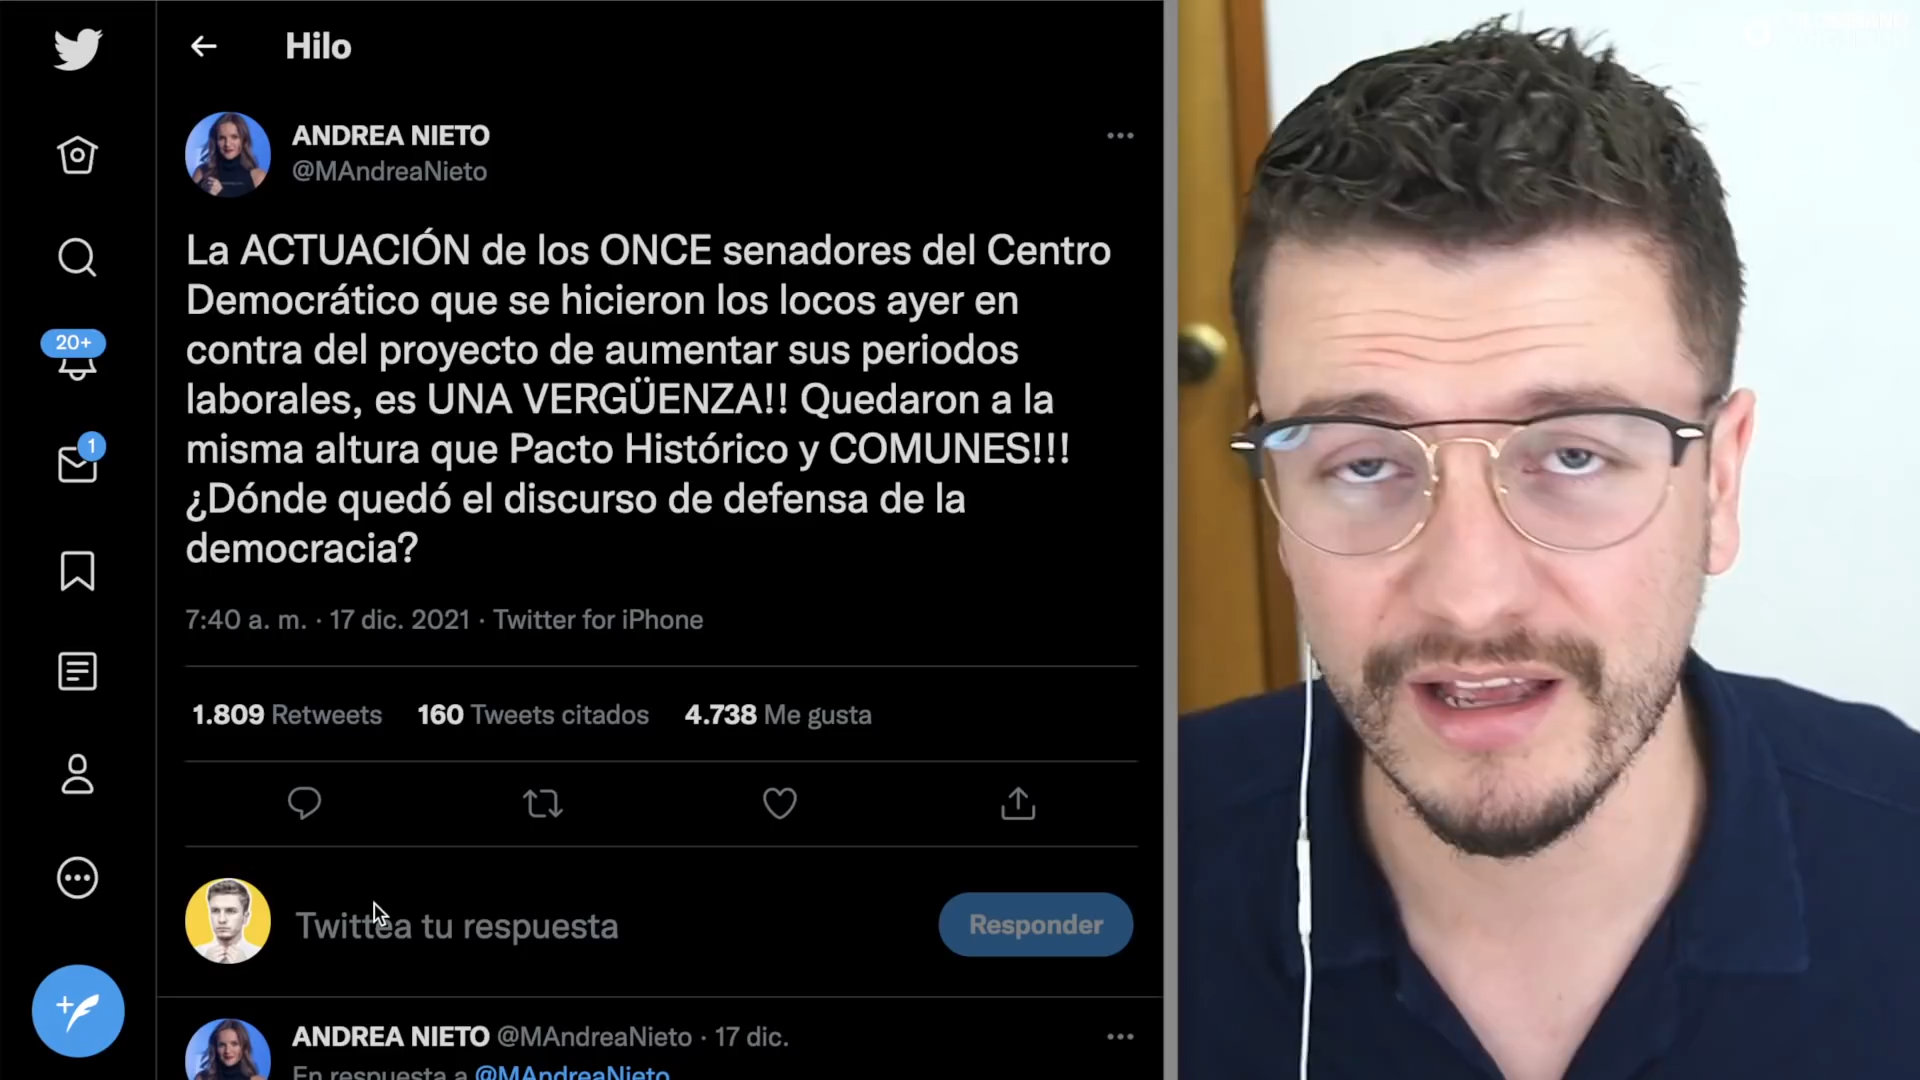 Hilo
ANDREA NIETO
@MAndreaNieto
La ACTUACIÓN de los ONCE senadores del Centro
Democrático que se hicieron los locos ayer en
contra del proyecto de aumentar sus periodos
laborales, es UNA VERGÜENZA!! Quedaron a la
misma altura que Pacto Histórico y COMUNES!!!
¿Dónde quedó el discurso de defensa de la
democracia?
7:40 a. m. · 17 dic. 2021 · Twitter for iPhone
1.809 Retweets 160 Tweets citados 4.738 Me gusta
20+
1
Twittea tu respuesta
Responder
ANDREA NIETO @MAndreaNieto · 17 dic.
En respuesta a @MAndreaNieto